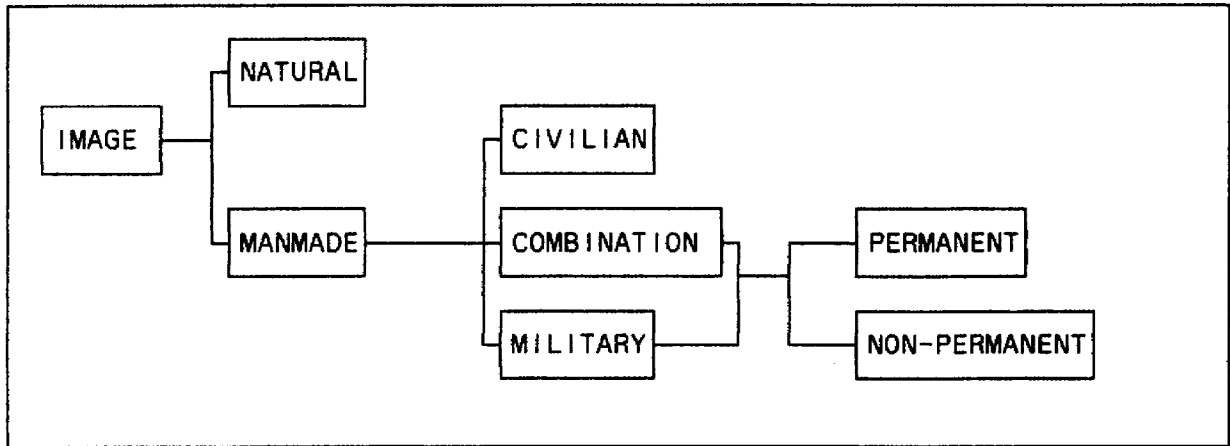 NATURAL
IMAGE
CIVILIAN
MANMADE
COMBINATION
PERMANENT
MILITARY
NON-PERMANENT